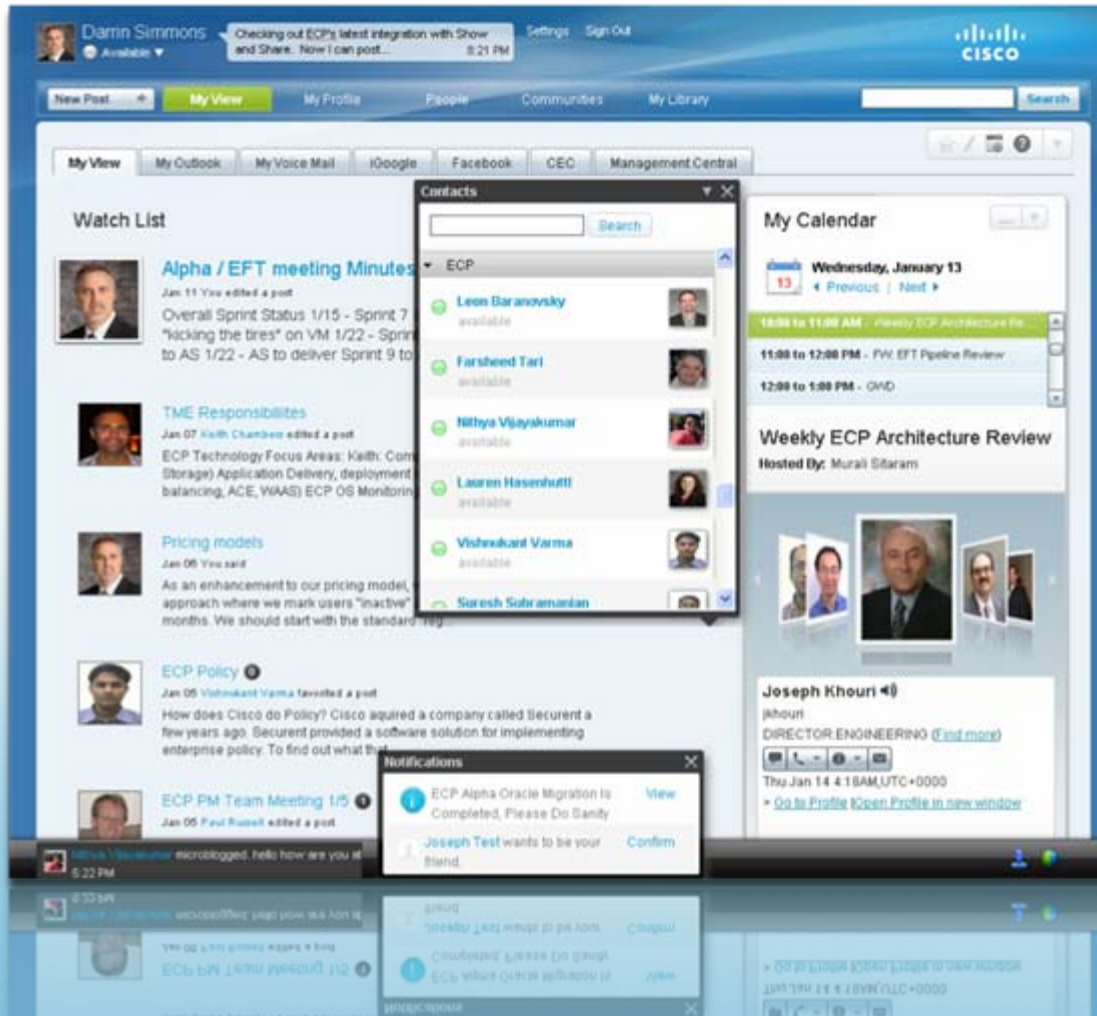 Darrin Simmons
Available
Checking out ECP's latest integration with Show
and Share. Now I can post...
8:21 PM
Settings
Sign Out
CISCO
New Post +
My View
My Profile
People
Communities
My Library
Search
My View
My Outlook
My Voice Mail
iGoogle
Facebook
CEC
Management Central
Watch List
Alpha / EFT meeting Minutes
Jan 11 You edited a post
Overall Sprint Status 1/15 - Sprint 7
"kicking the tires" on VM 1/22 - Sprin
to AS 1/22 - AS to deliver Sprint 9 to
TME Responsibilites
Jan 07 Keith Chambers edited a post
ECP Technology Focus Areas: Keith: Com
Storage) Application Delivery, deployment
balancing, ACE, WAAS) ECP OS Monitorin
Pricing models
Jan 06 You said
As an enhancement to our pricing model,
approach where we mark users "inactive"
months. We should start with the standard
ECP Policy
Jan 05 Vishnukant Varma favorited a post
How does Cisco do Policy? Cisco aquired a company called Securent a
few years ago. Securent provided a software solution for implementing
enterprise policy. To find out what that
ECP PM Team Meeting 1/5
Jan 05 Paul Russell edited a post
Contacts
Search
ECP
Leon Baranovsky
available
Farsheed Tari
available
Nithya Vijayakumar
available
Lauren Hasenhuttl
available
Vishnukant Varma
available
Suresh Subramanian
My Calendar
13
Wednesday, January 13
Previous | Next
10:00 to 11:00 AM - Weekly ECP Architecture Re...
11:00 to 12:00 PM - FW: EFT Pipeline Review
12:00 to 1:00 PM - GWD
Weekly ECP Architecture Review
Hosted By: Murali Sitaram
Joseph Khouri
jkhouri
DIRECTOR.ENGINEERING (Find more)
Thu Jan 14 4:18AM,UTC+0000
Go to Profile |Open Profile in new window
Notifications
ECP Alpha Oracle Migration Is
Completed, Please Do Sanity
View
Joseph Test wants to be your
friend.
Confirm
Nithya Vijayakumar microblogged, hello how are you at
5:22 PM